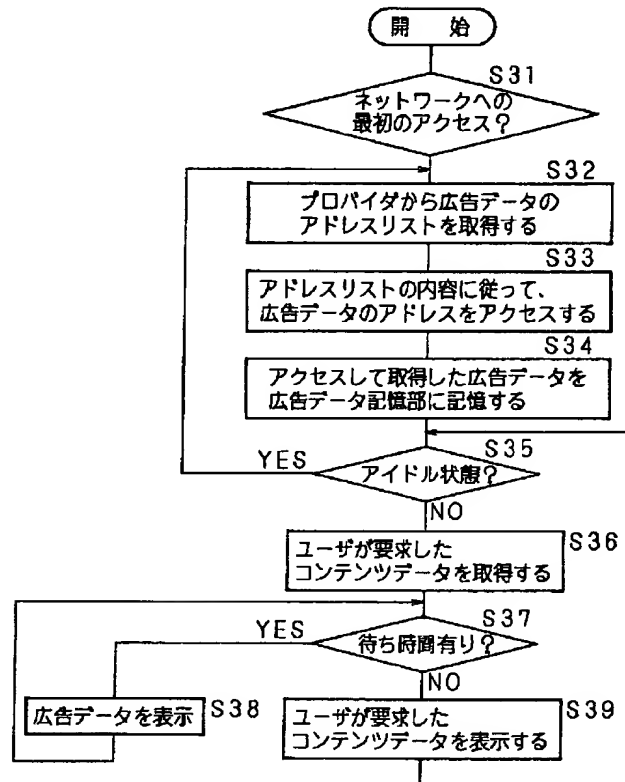 開 始
S31
ネットワークへの
最初のアクセス？
S32
プロバイダから広告データの
アドレスリストを取得する
S33
アドレスリストの内容に従って、
広告データのアドレスをアクセスする
S34
アクセスして取得した広告データを
広告データ記憶部に記憶する
S35
YES
アイドル状態？
NO
S36
ユーザが要求した
コンテンツデータを取得する
S37
YES
待ち時間有り？
NO
広告データを表示
S38
S39
ユーザが要求した
コンテンツデータを表示する